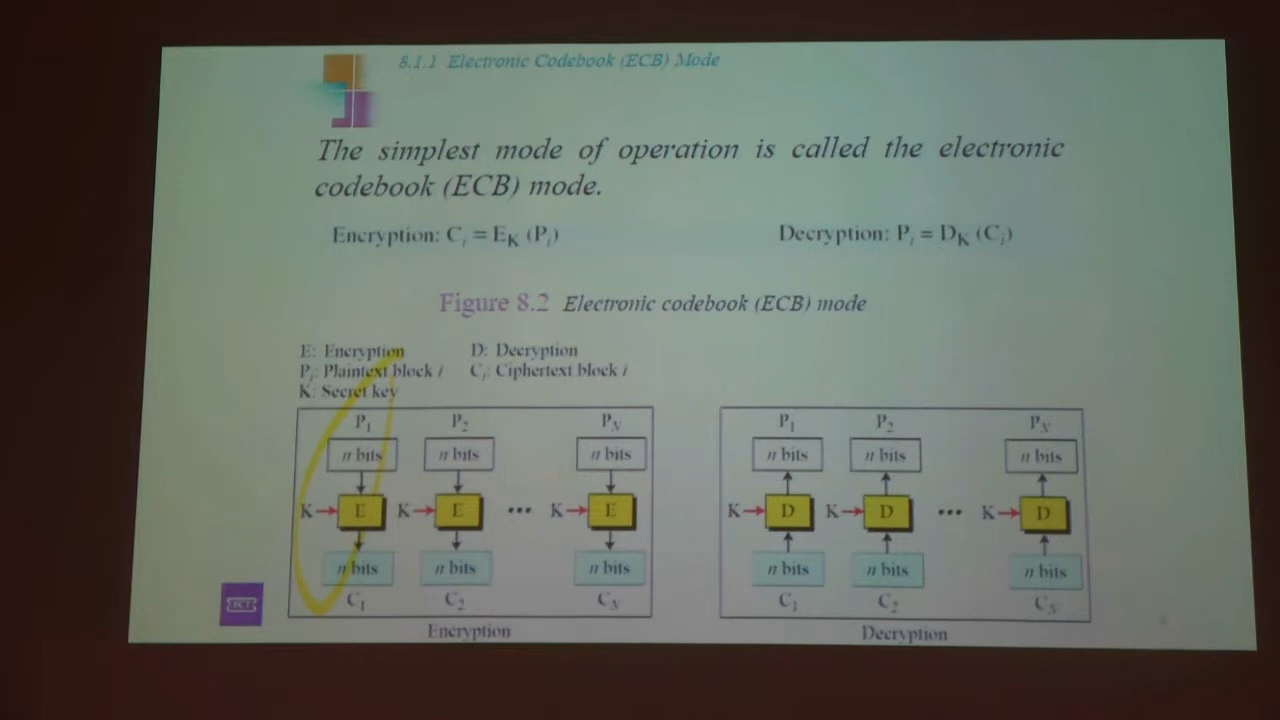 8.1.1 Electronic Codebook (ECB) Mode
The simplest mode of operation is called the electronic
codebook (ECB) mode.
Encryption: Cᵢ = Eₖ (Pᵢ)
Decryption: Pᵢ = Dₖ (Cᵢ)
Figure 8.2 Electronic codebook (ECB) mode
E: Encryption D: Decryption
Pᵢ: Plaintext block i Cᵢ: Ciphertext block i
K: Secret key
P₁ P₂ P_N
n bits n bits n bits
K E K E ••• K E
n bits n bits n bits
C₁ C₂ C_N
Encryption
P₁ P₂ P_N
n bits n bits n bits
K D K D ••• K D
n bits n bits n bits
C₁ C₂ C_N
Decryption